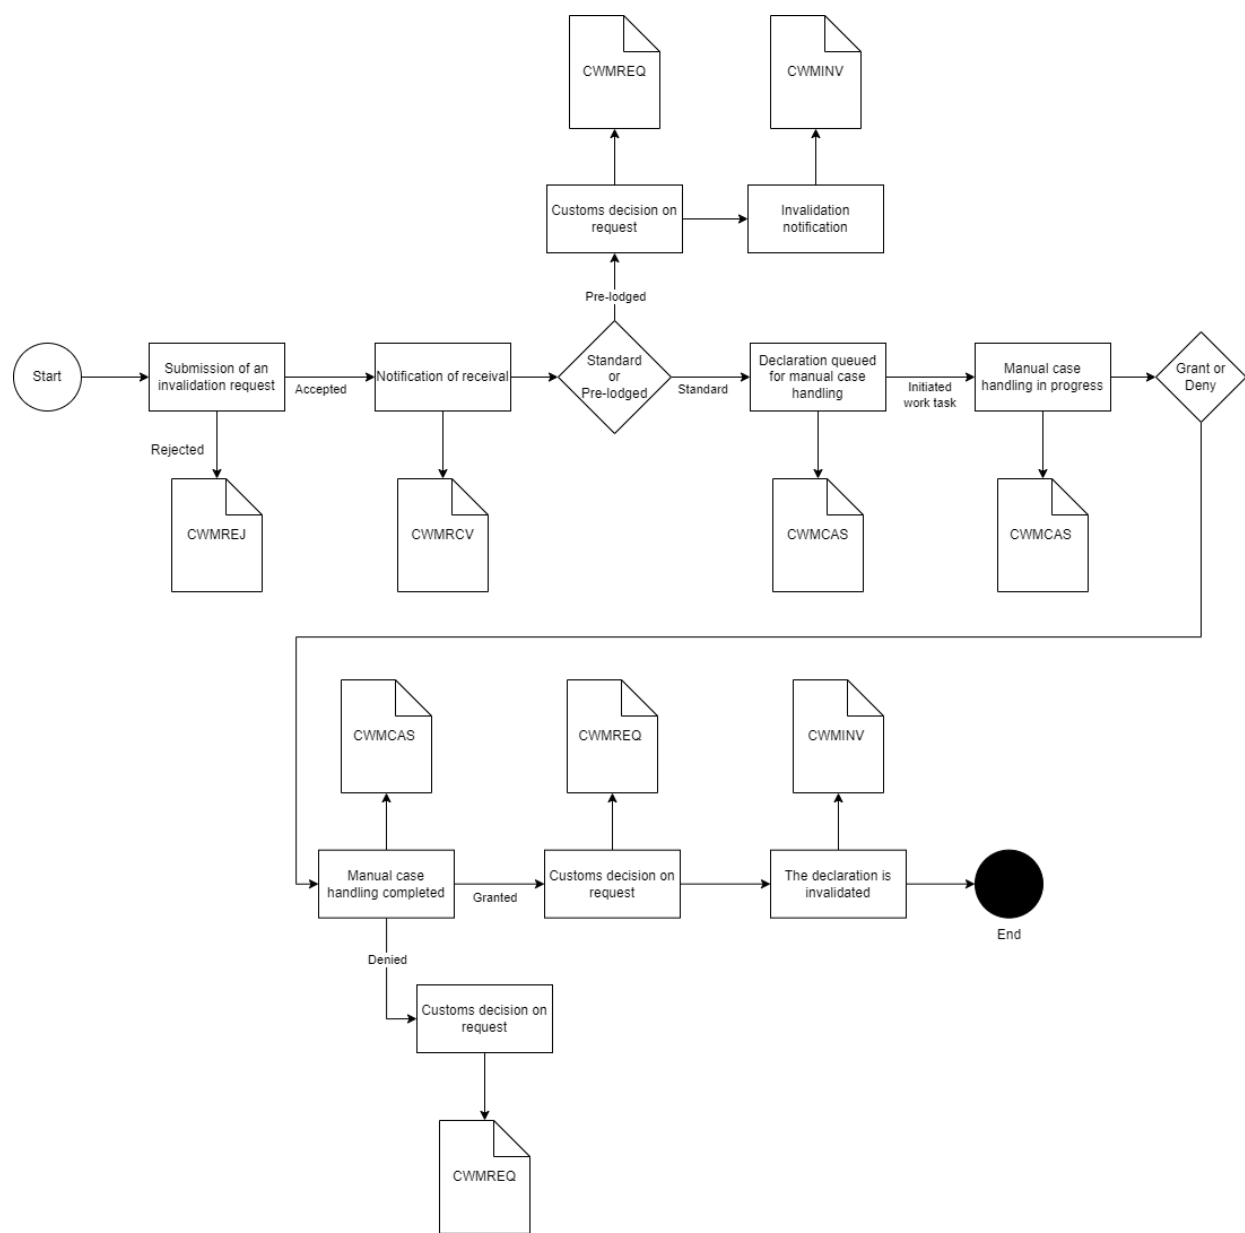 CWMREQ
CWMINV
Customs decision on
request
Invalidation
notification
Pre-lodged
Start
Submission of an
invalidation request
Accepted
Notification of receival
Standard
or
Pre-lodged
Standard
Declaration queued
for manual case
handling
Initiated
work task
Manual case
handling in progress
Grant or
Deny
Rejected
CWMREJ
CWMRCV
CWMCAS
CWMCAS
CWMCAS
CWMREQ
CWMINV
Manual case
handling completed
Granted
Customs decision on
request
The declaration is
invalidated
End
Denied
Customs decision on
request
CWMREQ